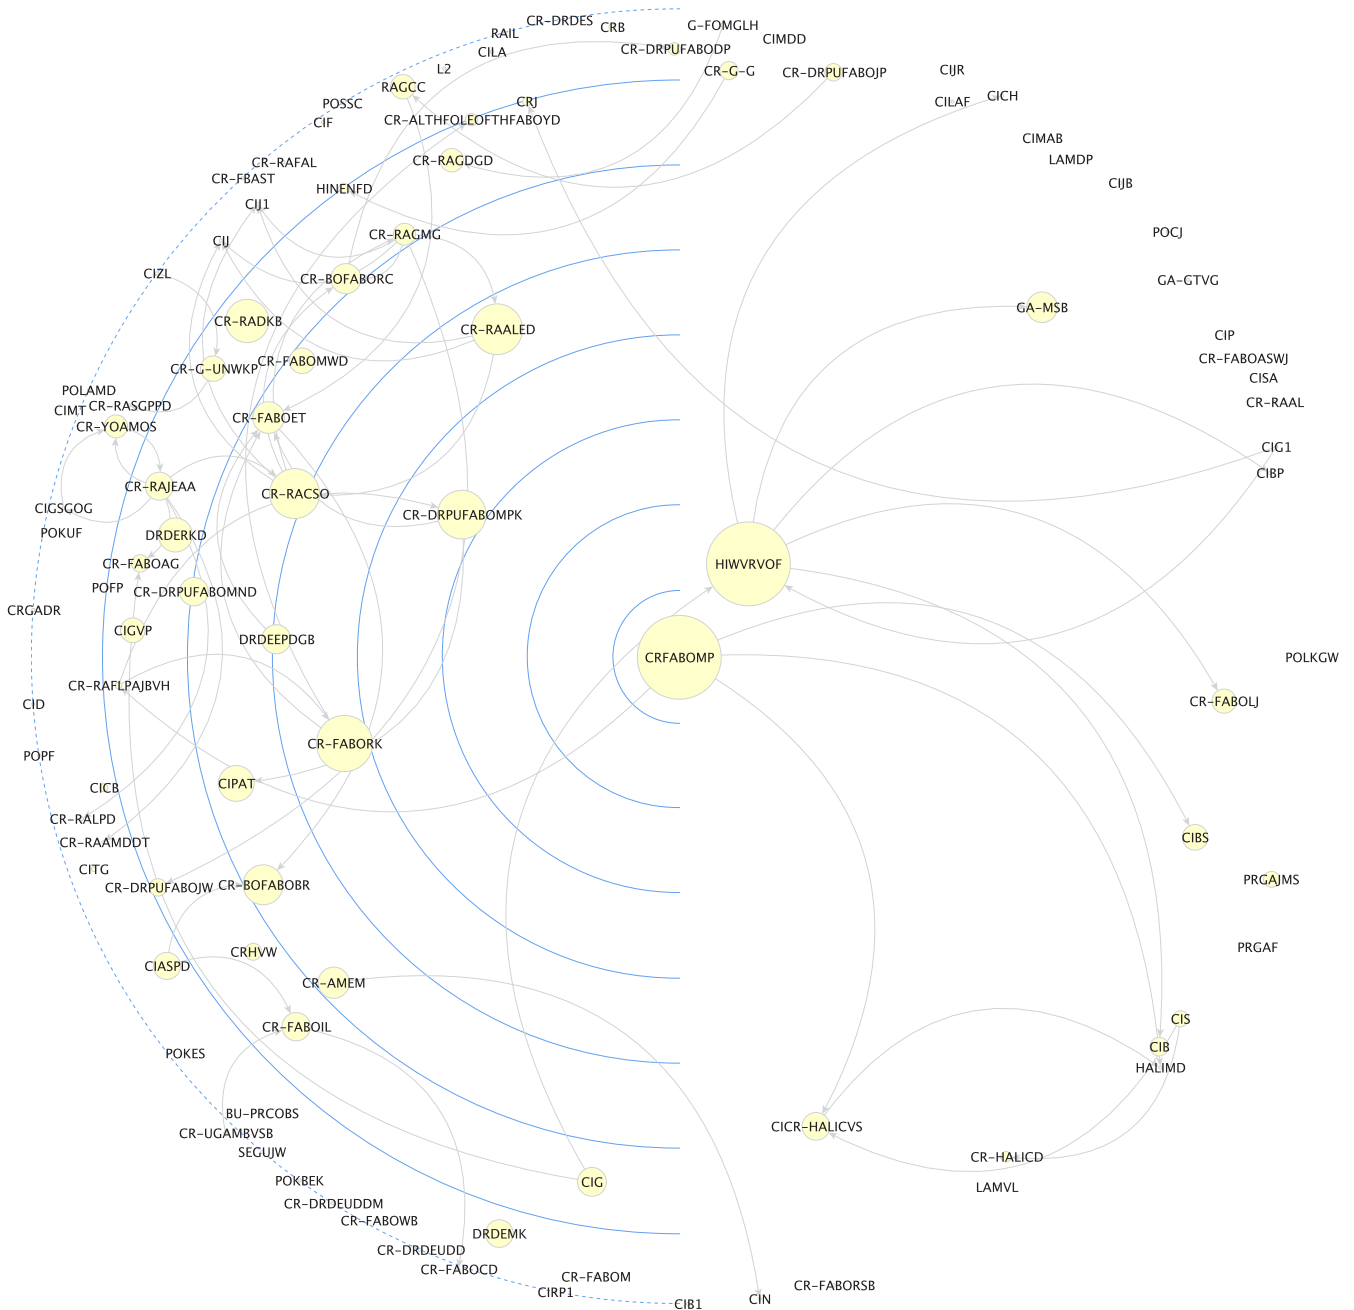 CR-DRDES
CRB
G-FOMGLH
RAIL
CIMDD
CILA
CR-DRPUFABODP
L2
CR-G-G
CR-DRPUFABOJP
CIJR
RAGCC
CICH
POSSC
CRJ
CILAF
CIF
CR-ALTHFOLEOFTHFABOYD
CIMAB
CR-RAFAL
CR-RAGDGD
LAMDP
CR-FBAST
HINENFD
CIJB
CIJ1
CIJ
CR-RAGMG
POCJ
CIZL
CR-BOFABORC
GA-GTVG
GA-MSB
CR-RADKB
CR-RAALED
CIP
CR-G-UNWKP
CR-FABOMWD
CR-FABOASWJ
CISA
POLAMD
CIMT
CR-RASGPPD
CR-RAAL
CR-YOAMOS
CR-FABOET
CIG1
CIBP
CR-RAJEAA
CR-RACSO
CIGSGOG
CR-DRPUFABOMPK
POKUF
DRDERKD
CR-FABOAG
HIWVRVOF
POFP
CR-DRPUFABOMND
CRGADR
CIGVP
DRDEEPDGB
CRFABOMP
POLKGW
CR-RAFLPAJBVH
CID
CR-FABOLJ
CR-FABORK
POPF
CIPAT
CICB
CR-RALPD
CIBS
CR-RAAMDDT
CITG
CR-DRPUFABOJW
CR-BOFABOBR
PRGAJMS
CRHVW
PRGAF
CIASPD
CR-AMEM
CIS
CR-FABOIL
CIB
POKES
HALIMD
BU-PRCOBS
CICR-HALICVS
CR-UGAMBVSB
SEGUJW
CR-HALICD
POKBEK
CIG
LAMVL
CR-DRDEUDDM
CR-FABOWB
DRDEMK
CR-DRDEUDD
CR-FABOCD
CR-FABOM
CR-FABORSB
CIRP1
CIB1
CIN